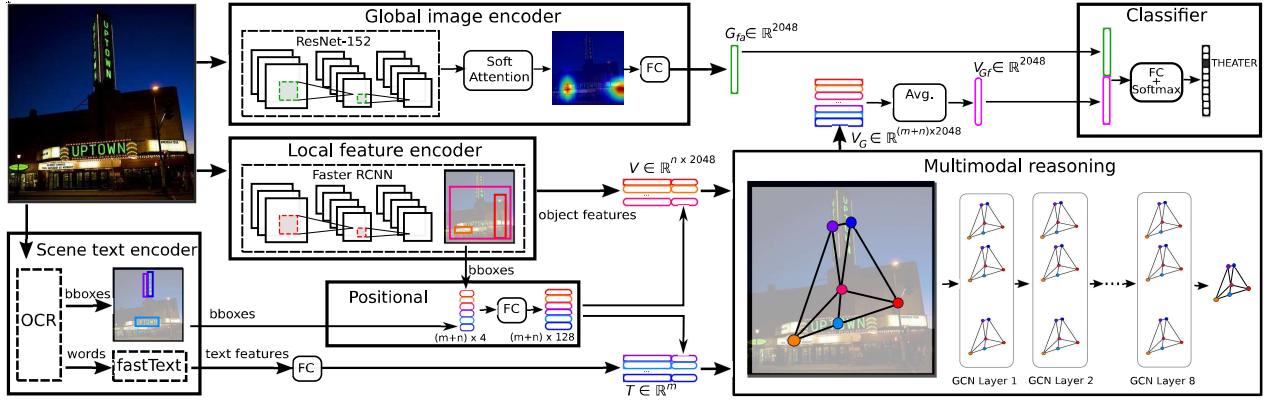 Global image encoder
ResNet-152
Soft
Attention
FC
G_fa ∈ ℝ^2048
Classifier
FC
+
Softmax
THEATER
...
Avg.
V_Gf ∈ ℝ^2048
V_G ∈ ℝ^(m+n)x2048
UPTOWN
UPTOWN
Local feature encoder
Faster RCNN
object features
V ∈ ℝ^n x 2048
...
bboxes
Scene text encoder
OCR
bboxes
words
fastText
bboxes
text features
FC
Positional
FC
(m+n) x 4
(m+n) x 128
...
T ∈ ℝ^m
Multimodal reasoning
UPTOWN
GCN Layer 1
GCN Layer 2
GCN Layer 8